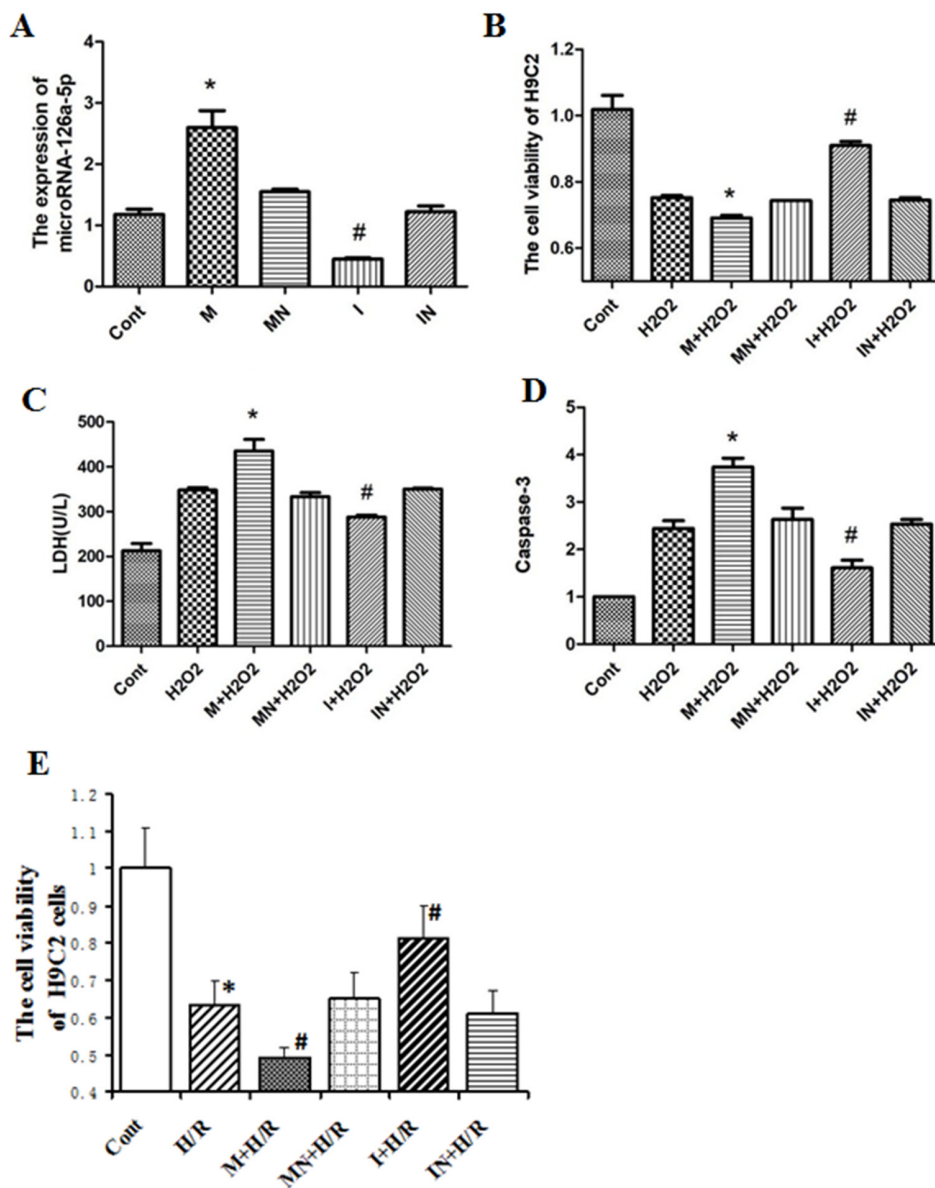 A
The expression of
microRNA-126a-5p
4
3
2
1
0
*
#
Cont
M
MN
I
IN
B
The cell viability of H9C2
1.2
1.0
0.8
0.6
*
#
Cont
H2O2
M+H2O2
MN+H2O2
I+H2O2
IN+H2O2
C
LDH(U/L)
500
400
300
200
100
0
*
#
Cont
H2O2
M+H2O2
MN+H2O2
I+H2O2
IN+H2O2
D
Caspase-3
5
4
3
2
1
0
*
#
Cont
H2O2
M+H2O2
MN+H2O2
I+H2O2
IN+H2O2
E
The cell viability
of H9C2 cells
1.2
1.1
1
0.9
0.8
0.7
0.6
0.5
0.4
*
#
#
Cont
H/R
M+H/R
MN+H/R
I+H/R
IN+H/R